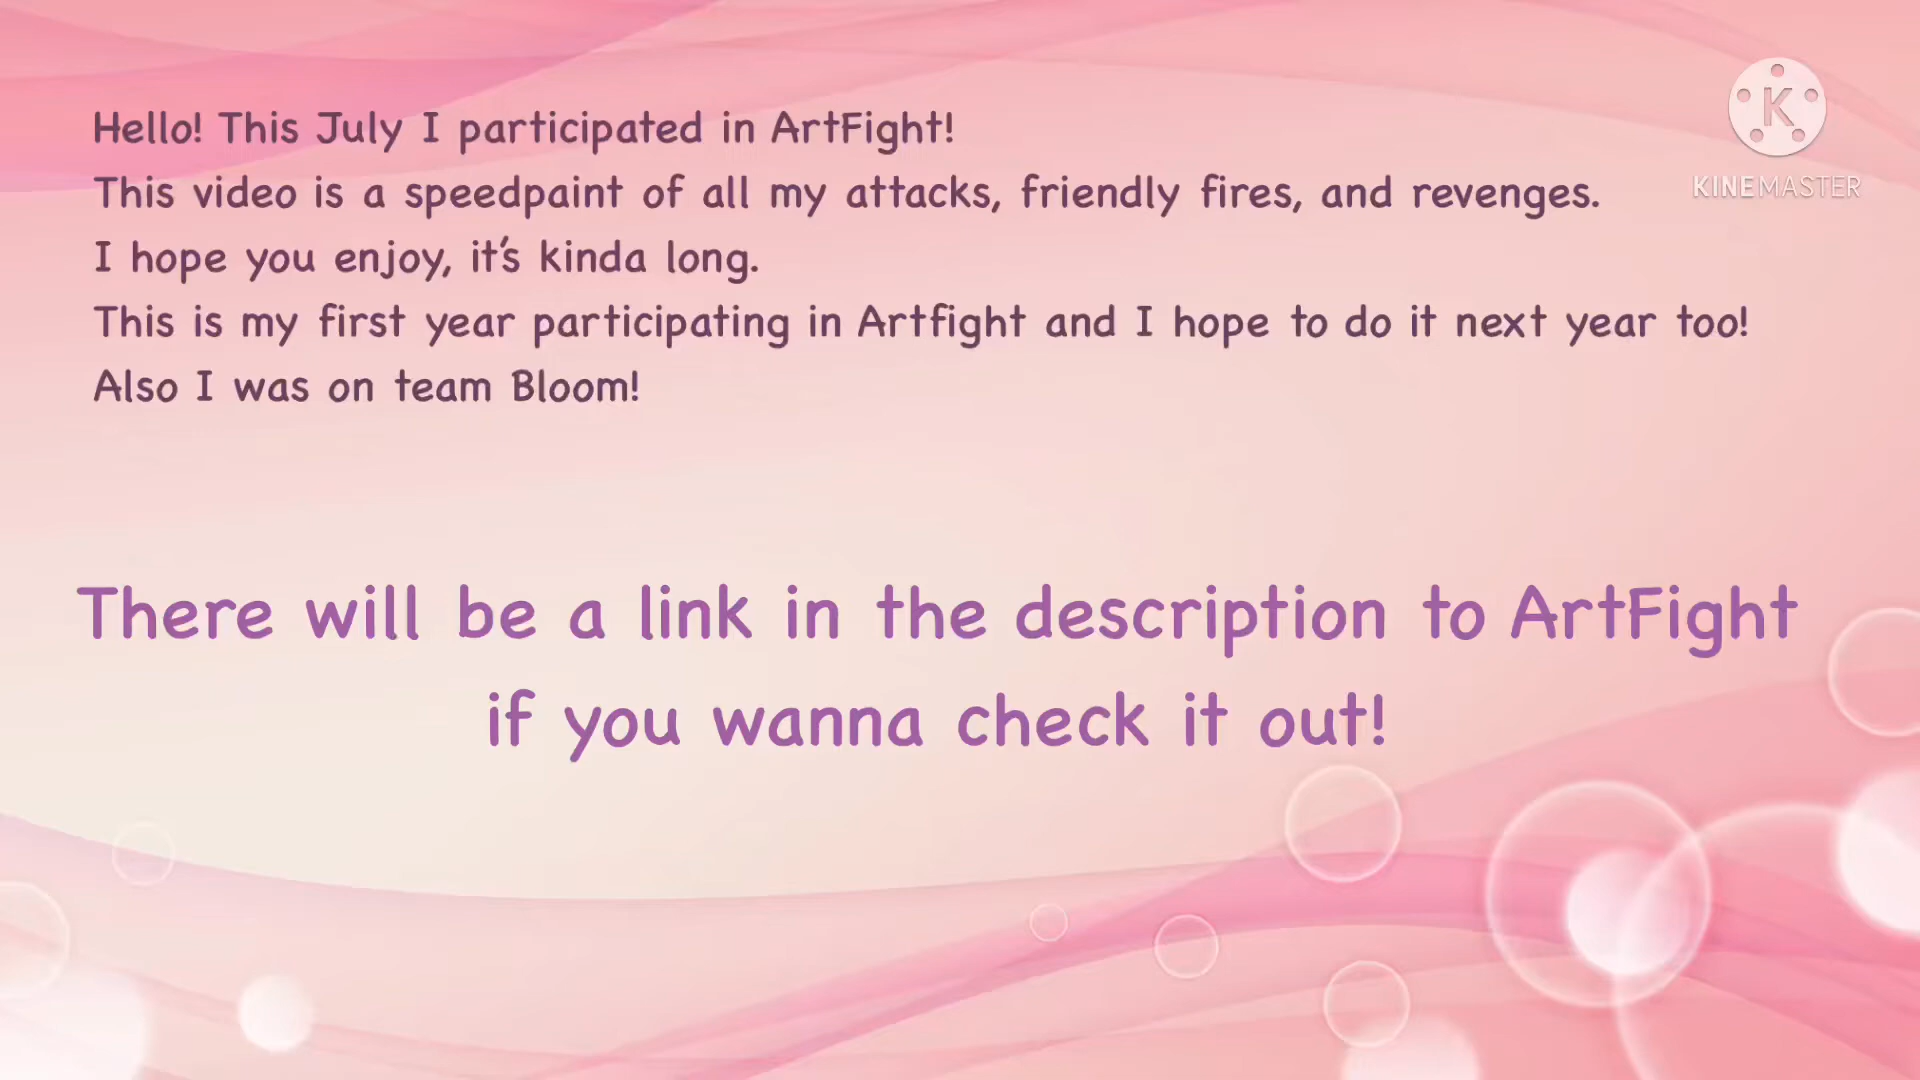 Hello! This July I participated in ArtFight!
This video is a speedpaint of all my attacks, friendly fires, and revenges.
I hope you enjoy, it's kinda long.
This is my first year participating in Artfight and I hope to do it next year too!
Also I was on team Bloom!
There will be a link in the description to ArtFight
if you wanna check it out!
K
KINEMASTER